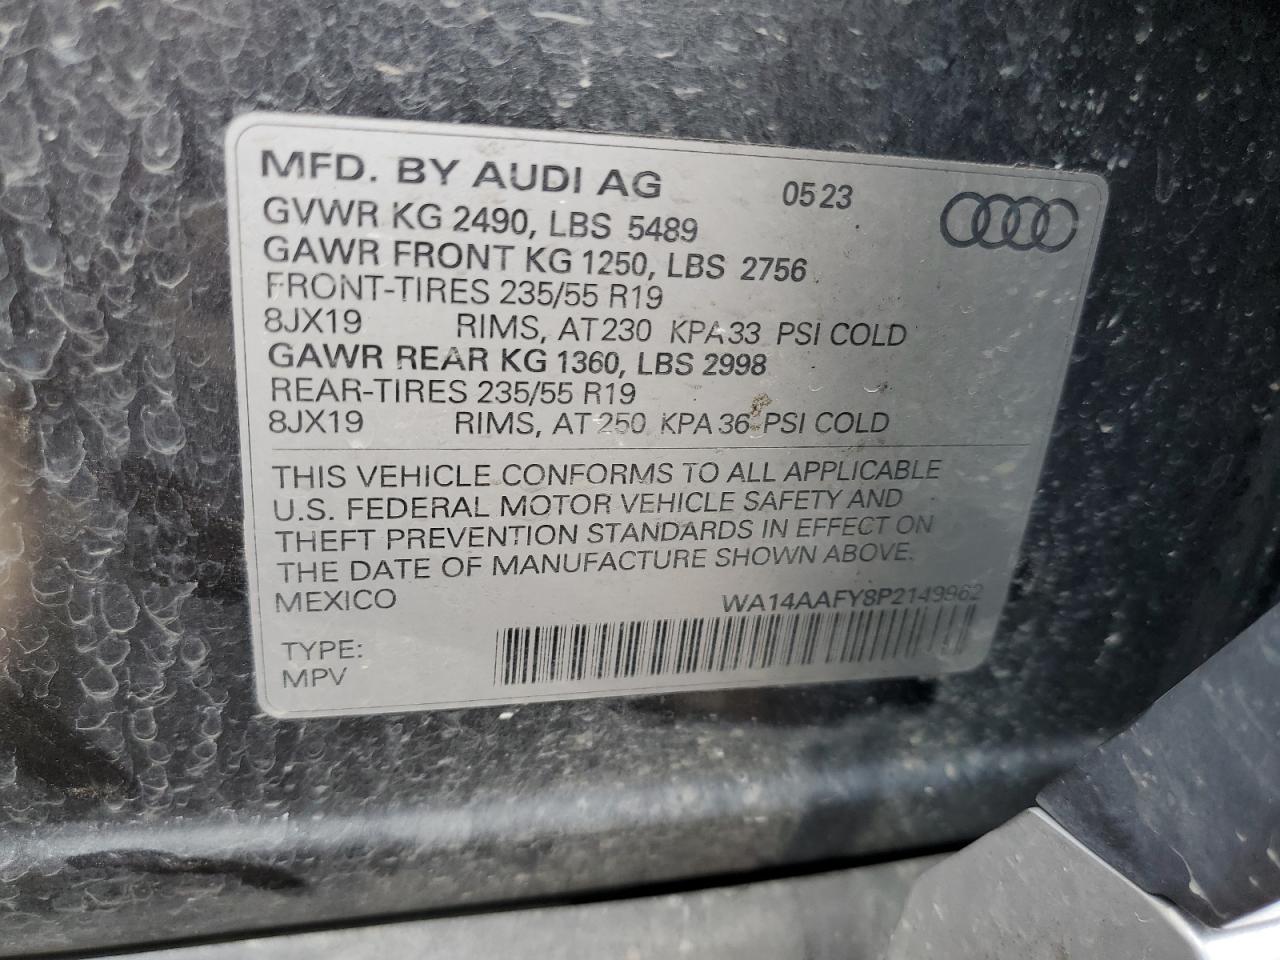 MFD. BY AUDI AG 05 23
GVWR KG 2490, LBS 5489
GAWR FRONT KG 1250, LBS 2756
FRONT-TIRES 235/55 R19
8JX19 RIMS, AT 230 KPA 33 PSI COLD
GAWR REAR KG 1360, LBS 2998
REAR-TIRES 235/55 R19
8JX19 RIMS, AT 250 KPA 36 PSI COLD
THIS VEHICLE CONFORMS TO ALL APPLICABLE
U.S. FEDERAL MOTOR VEHICLE SAFETY AND
THEFT PREVENTION STANDARDS IN EFFECT ON
THE DATE OF MANUFACTURE SHOWN ABOVE.
MEXICO WA14AAFY8P2149962
TYPE:
MPV